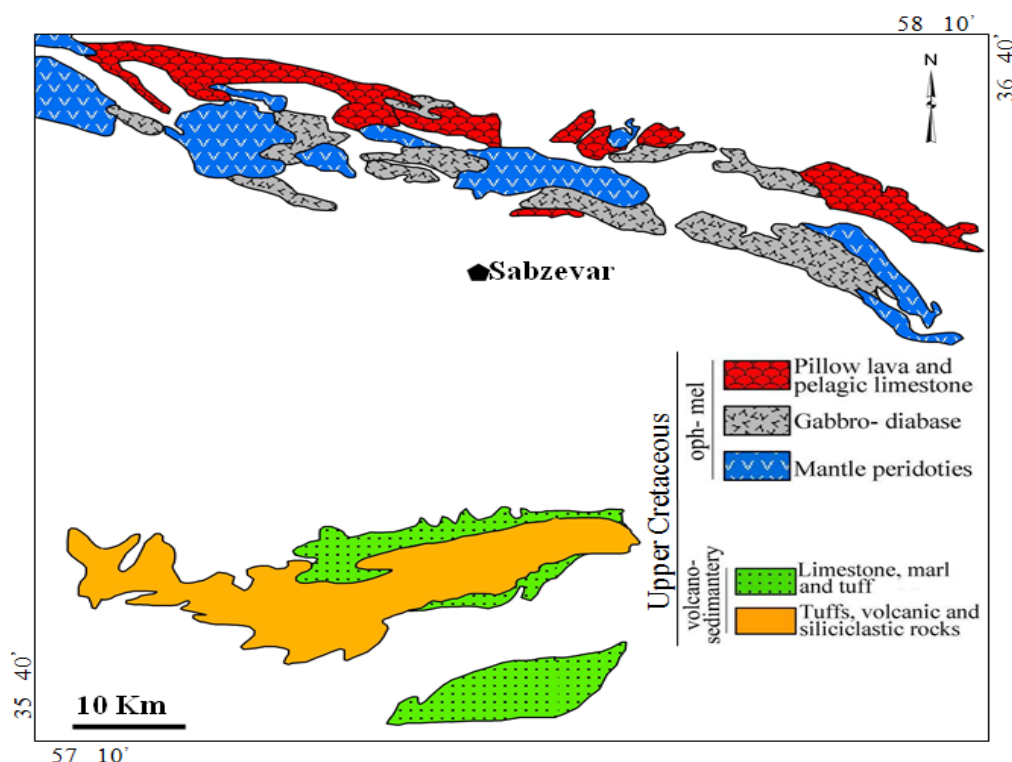 58 10'
36 40'
N
Sabzevar
Upper Cretaceous
oph- mel
Pillow lava and
pelagic limestone
Gabbro- diabase
Mantle peridoties
volcano-
sedimantery
Limestone, marl
and tuff
Tuffs, volcanic and
siliciclastic rocks
35 40'
10 Km
57 10'